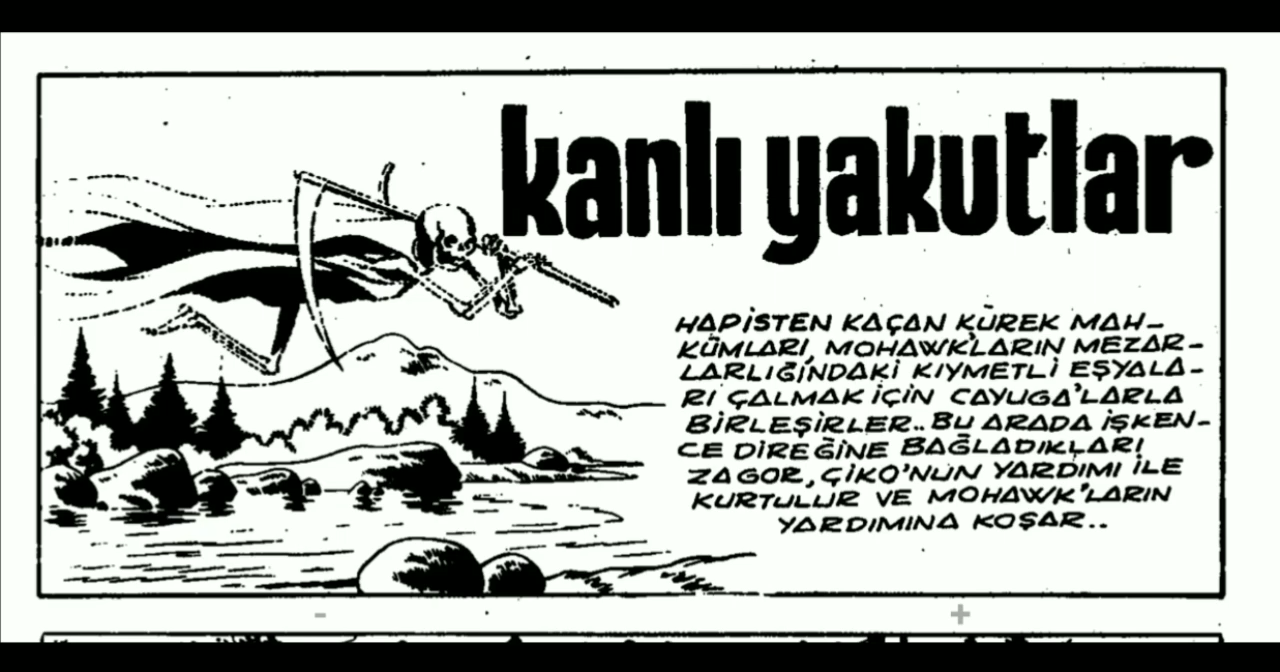 kanlı yakutlar
HAPİSTEN KAÇAN KÜREK MAH-
KÜMLARI, MOHAWK'LARIN MEZAR-
LARLIĞINDAKİ KIYMETLİ EŞYALA-
RI ÇALMAK İÇİN CAYUGA'LARLA
BİRLEŞİRLER.. BU ARADA İŞKEN-
CE DİREĞİNE BAĞLADIKLARI
ZAGOR, ÇİKO'NUN YARDIMI İLE
KURTULUR VE MOHAWK'LARIN
YARDIMINA KOŞAR..